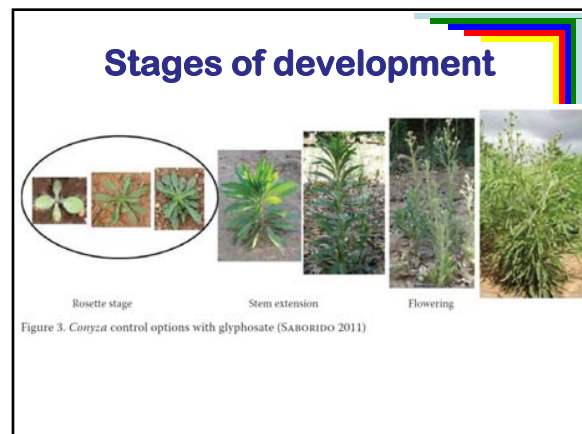 Stages of development
Rosette stage Stem extension Flowering
Figure 3. Conyza control options with glyphosate (SABORIDO 2011)